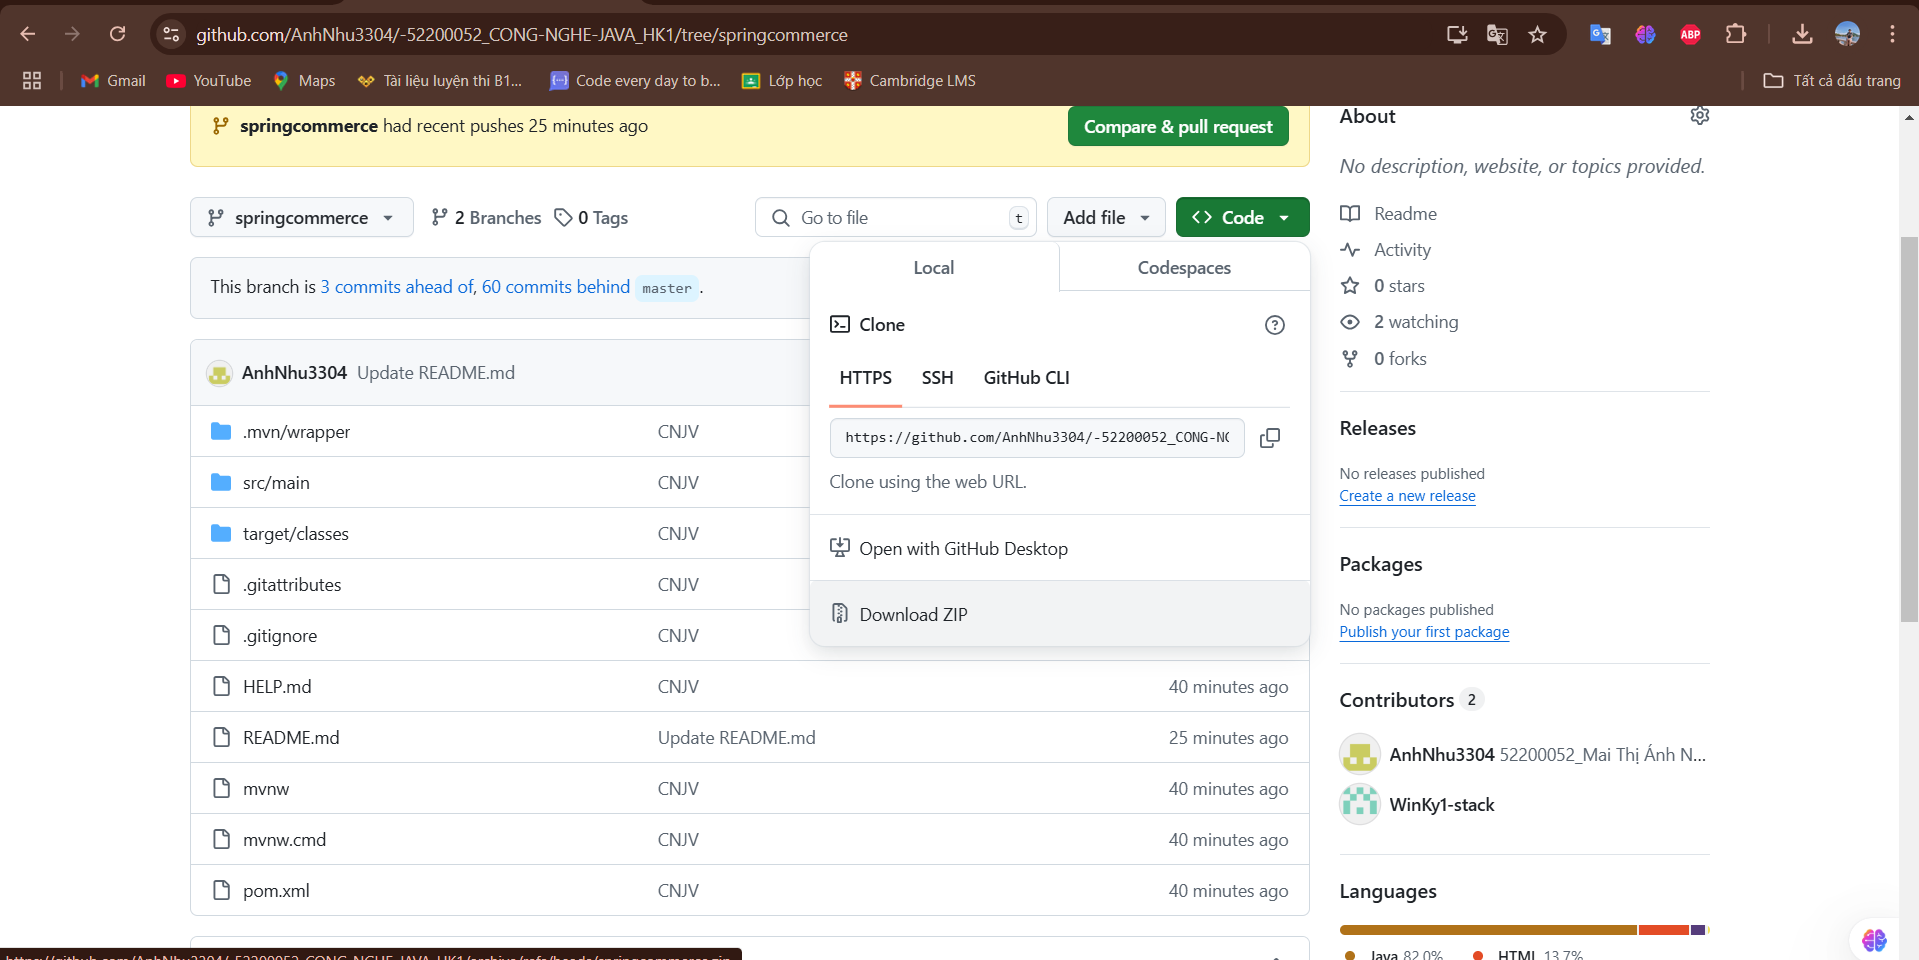 github.com/AnhNhu3304/-52200052_CONG-NGHE-JAVA_HK1/tree/springcommerce
ABP
Gmail
YouTube
Maps
Tài liệu luyện thi B1...
Code every day to b...
Lớp học
Cambridge LMS
Tất cả dấu trang
springcommerce had recent pushes 25 minutes ago
Compare & pull request
springcommerce
2 Branches
0 Tags
Go to file
t
Add file
<> Code
This branch is 3 commits ahead of, 60 commits behind master .
AnhNhu3304 Update README.md
.mvn/wrapper CNJV
src/main CNJV
target/classes CNJV
.gitattributes CNJV
.gitignore CNJV
HELP.md CNJV 40 minutes ago
README.md Update README.md 25 minutes ago
mvnw CNJV 40 minutes ago
mvnw.cmd CNJV 40 minutes ago
pom.xml CNJV 40 minutes ago
Local
Codespaces
Clone
HTTPS
SSH
GitHub CLI
https://github.com/AnhNhu3304/-52200052_CONG-NG
Clone using the web URL.
Open with GitHub Desktop
Download ZIP
About
No description, website, or topics provided.
Readme
Activity
0 stars
2 watching
0 forks
Releases
No releases published
Create a new release
Packages
No packages published
Publish your first package
Contributors 2
AnhNhu3304 52200052_Mai Thị Ánh N...
WinKy1-stack
Languages
Java 82.0%
HTML 13.7%
https://github.com/AnhNhu3304/-52200052_CONG-NGHE-JAVA_HK1/archive/refs/heads/springcommerce.zip